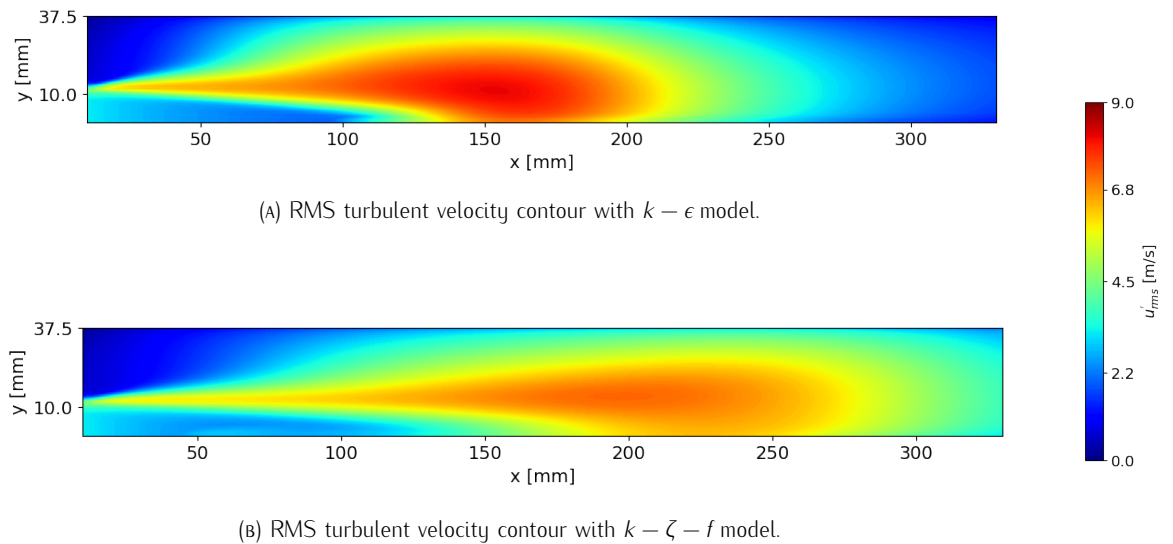 37.5
y [mm]
10.0
50 100 150 200 250 300
x [mm]
(A) RMS turbulent velocity contour with k − ϵ model.
9.0
6.8
4.5
2.2
0.0
u′rms [m/s]
37.5
y [mm]
10.0
50 100 150 200 250 300
x [mm]
(B) RMS turbulent velocity contour with k − ζ − f model.